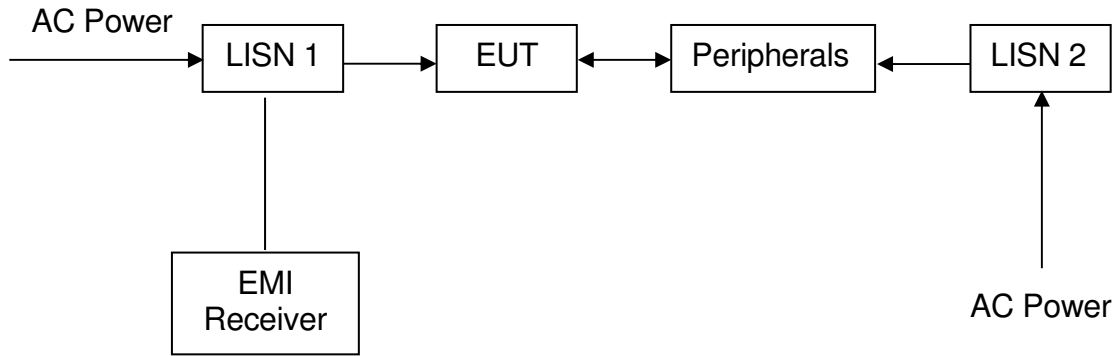 AC Power
LISN 1
EUT
Peripherals
LISN 2
EMI
Receiver
AC Power